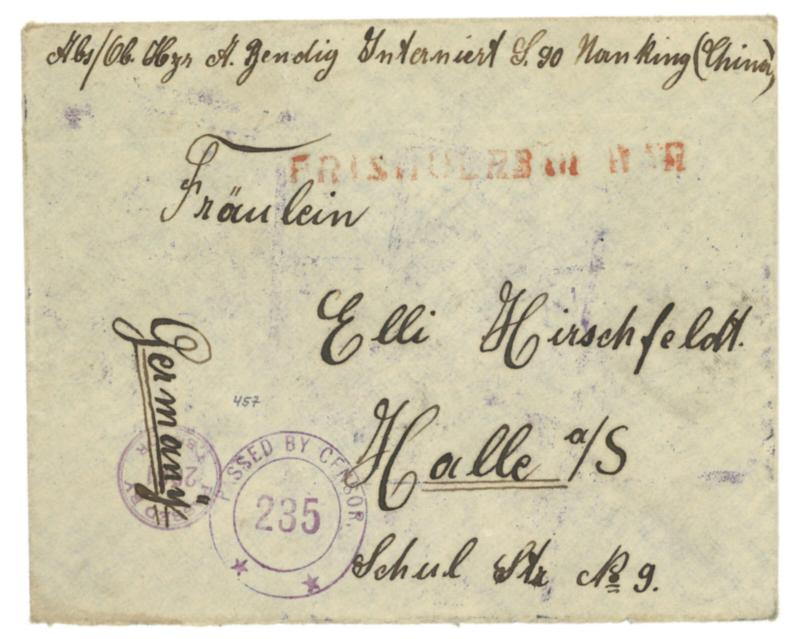 Abs/Ob. Hzr A. Bendig Interniert S. 90 Nanking (China)
Fräulein
Elli Hirschfeldt.
Halle a/S
Schul Str No 9.
Germany
457
PASSED BY CENSOR.
235